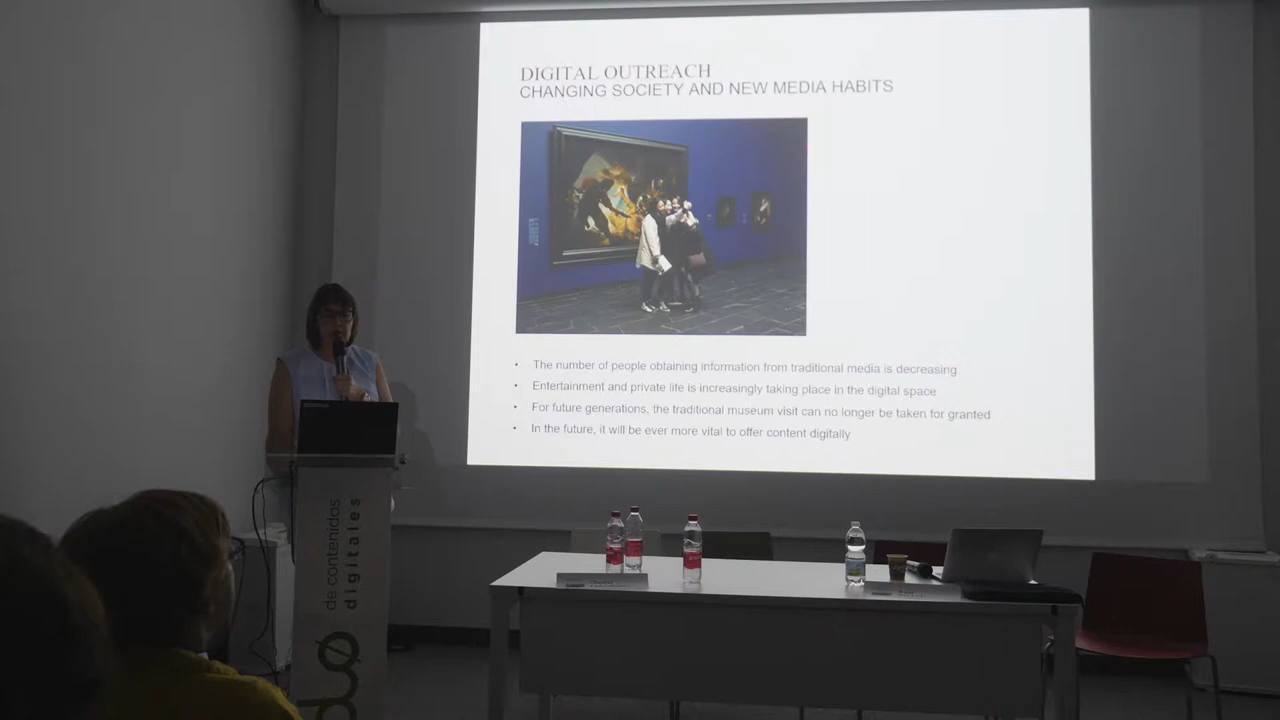 DIGITAL OUTREACH
CHANGING SOCIETY AND NEW MEDIA HABITS
• The number of people obtaining information from traditional media is decreasing
• Entertainment and private life is increasingly taking place in the digital space
• For future generations, the traditional museum visit can no longer be taken for granted
• In the future, it will be ever more vital to offer content digitally
de contenidos
digitales